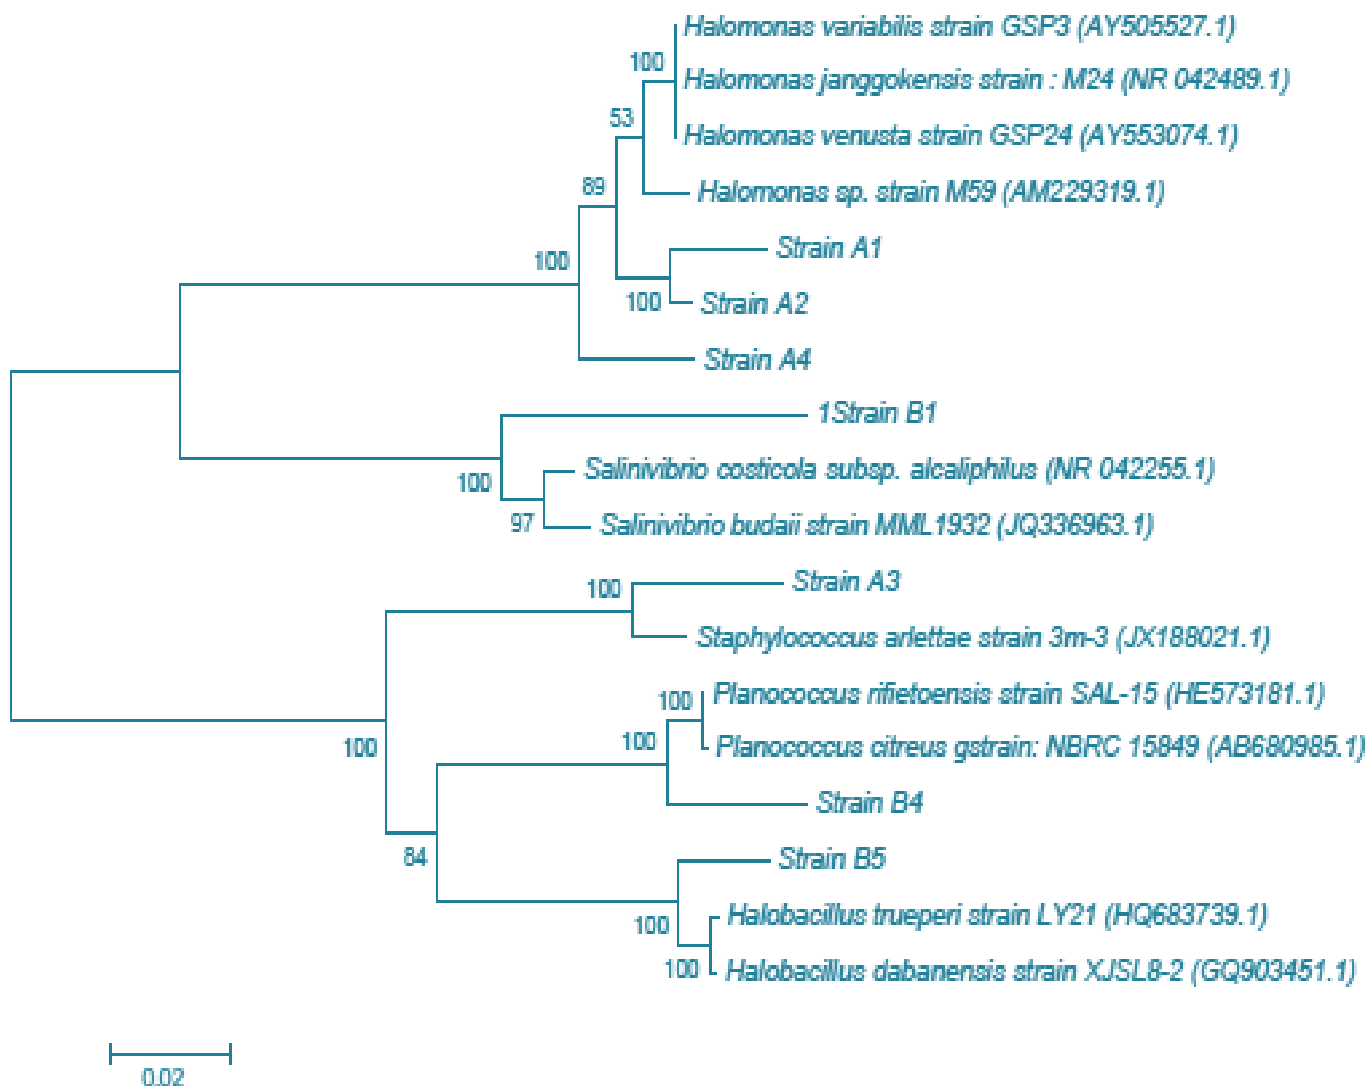 Halomonas variabilis strain GSP3 (AY505527.1)
100
Halomonas janggokensis strain : M24 (NR 042489.1)
53
Halomonas venusta strain GSP24 (AY553074.1)
89
Halomonas sp. strain M59 (AM229319.1)
Strain A1
100
100
Strain A2
Strain A4
1Strain B1
Salinivibrio costicola subsp. alcaliphilus (NR 042255.1)
100
97
Salinivibrio budaii strain MML1932 (JQ336963.1)
100
Strain A3
Staphylococcus arlettae strain 3m-3 (JX188021.1)
100
Planococcus rifietoensis strain SAL-15 (HE573181.1)
100
100
Planococcus citreus gstrain: NBRC 15849 (AB680985.1)
Strain B4
84
Strain B5
100
Halobacillus trueperi strain LY21 (HQ683739.1)
100
Halobacillus dabanensis strain XJSL8-2 (GQ903451.1)
0.02